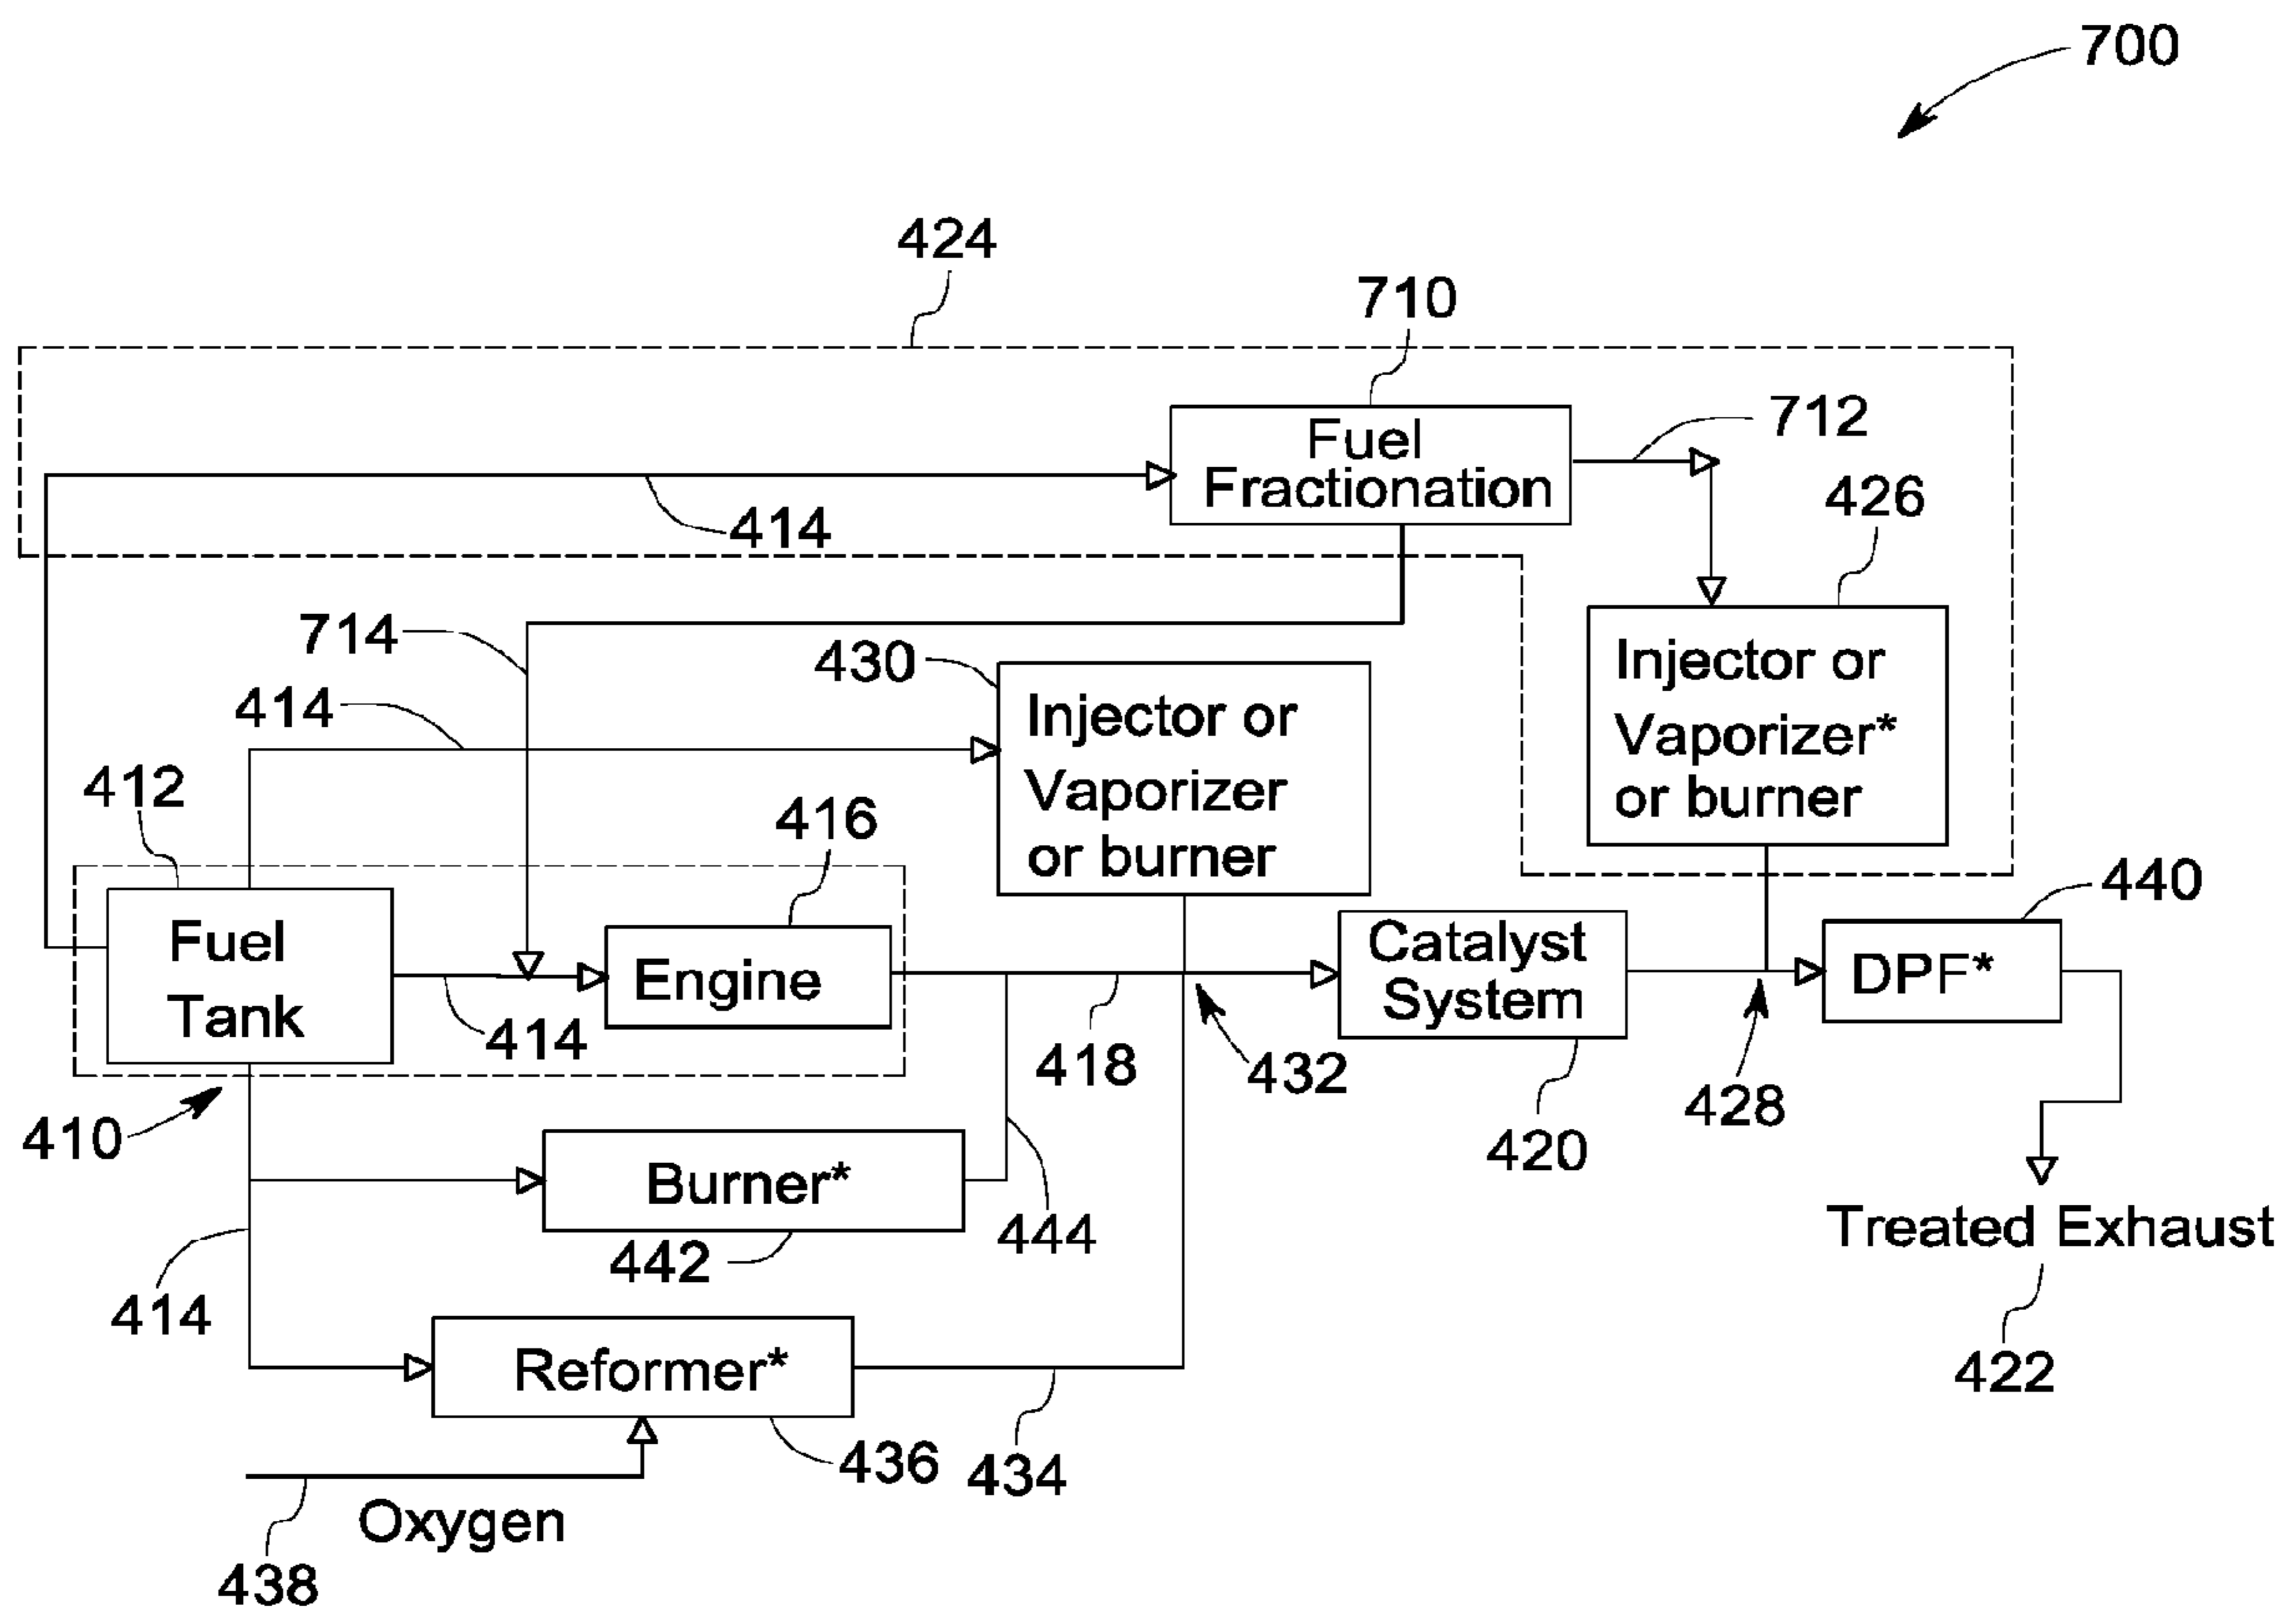 700
424
710
Fuel
Fractionation
712
426
414
714
430
Injector or
Vaporizer*
or burner
414
Injector or
Vaporizer
or burner
412
416
440
Fuel
Tank
Engine
Catalyst
System
DPF*
414
418
432
428
410
420
Burner*
444
442
Treated Exhaust
414
Reformer*
422
436
434
Oxygen
438